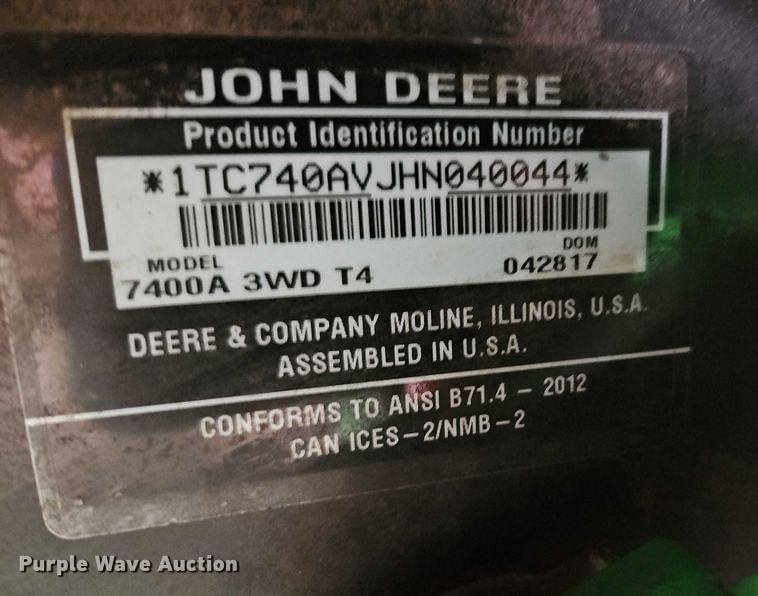 JOHN DEERE
Product Identification Number
*1TC740AVJHN040044*
MODEL
7400A 3WD T4
DOM
042817
DEERE & COMPANY MOLINE, ILLINOIS, U.S.A.
ASSEMBLED IN U.S.A.
CONFORMS TO ANSI B71.4 - 2012
CAN ICES-2/NMB-2
Purple Wave Auction